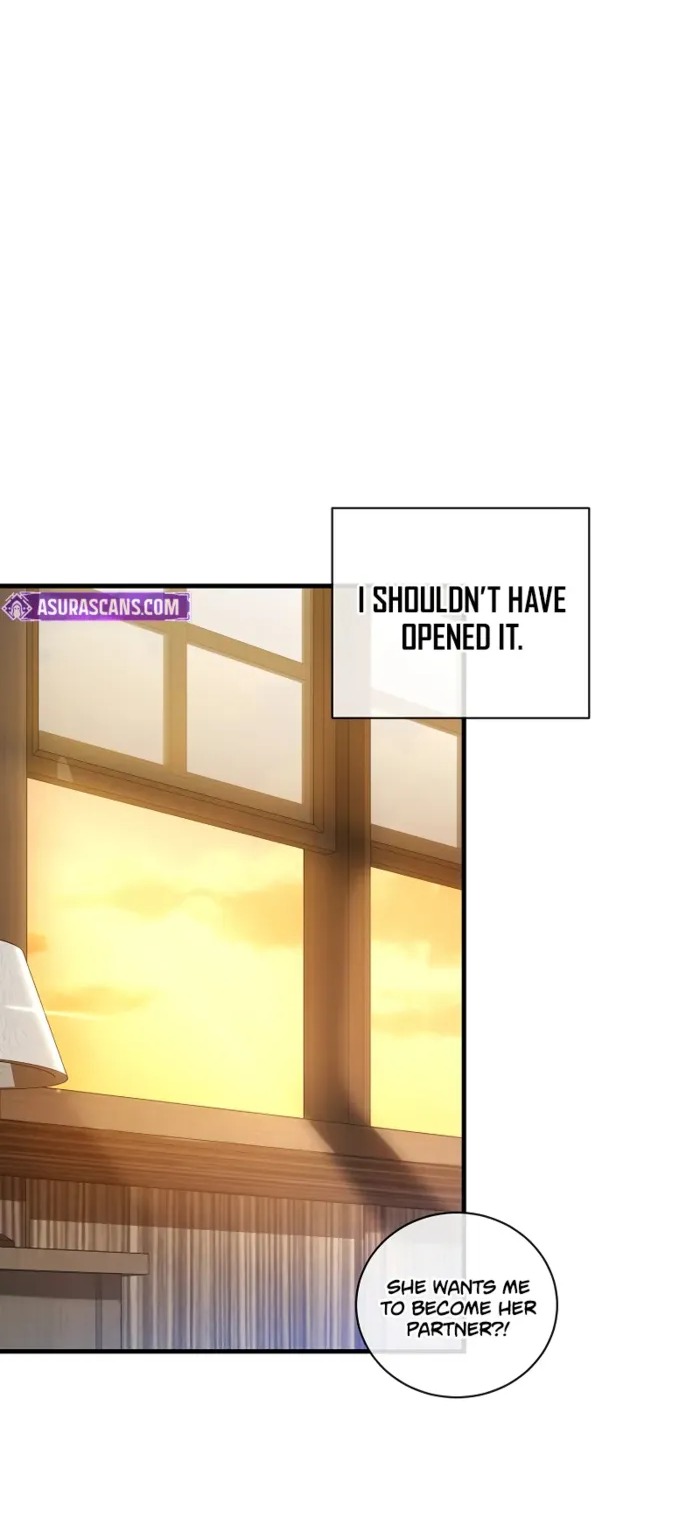 I SHOULDN'T HAVE
OPENED IT.
ASURASCANS.COM
SHE WANTS ME
TO BECOME HER
PARTNER?!